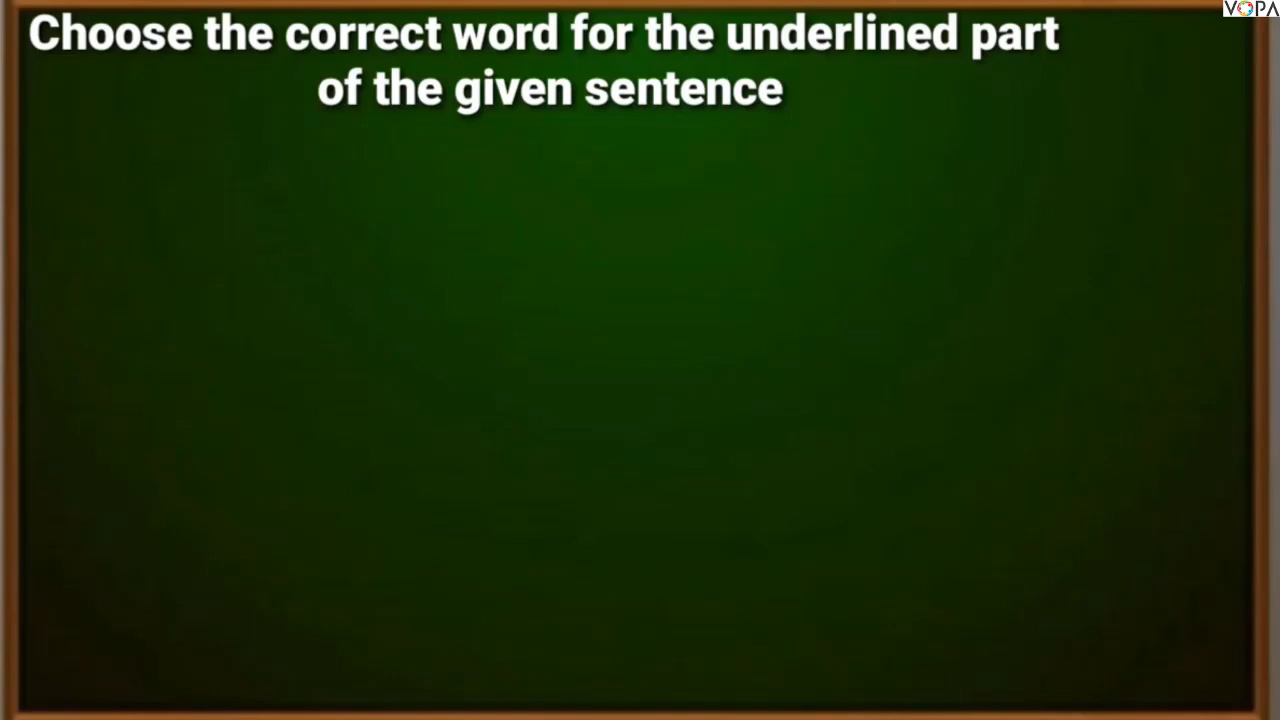 VOPA
Choose the correct word for the underlined part
of the given sentence